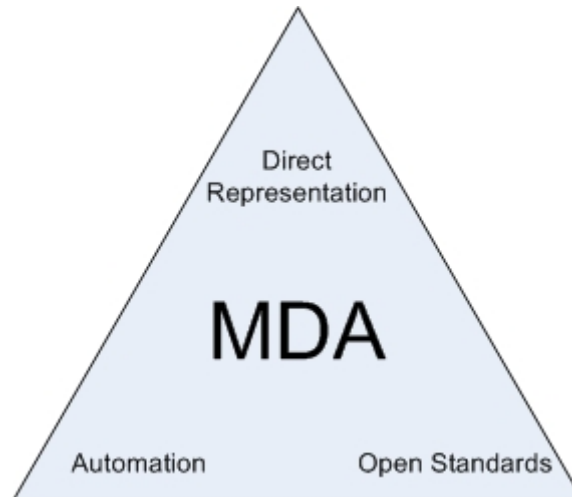 Direct
Representation
MDA
Automation
Open Standards